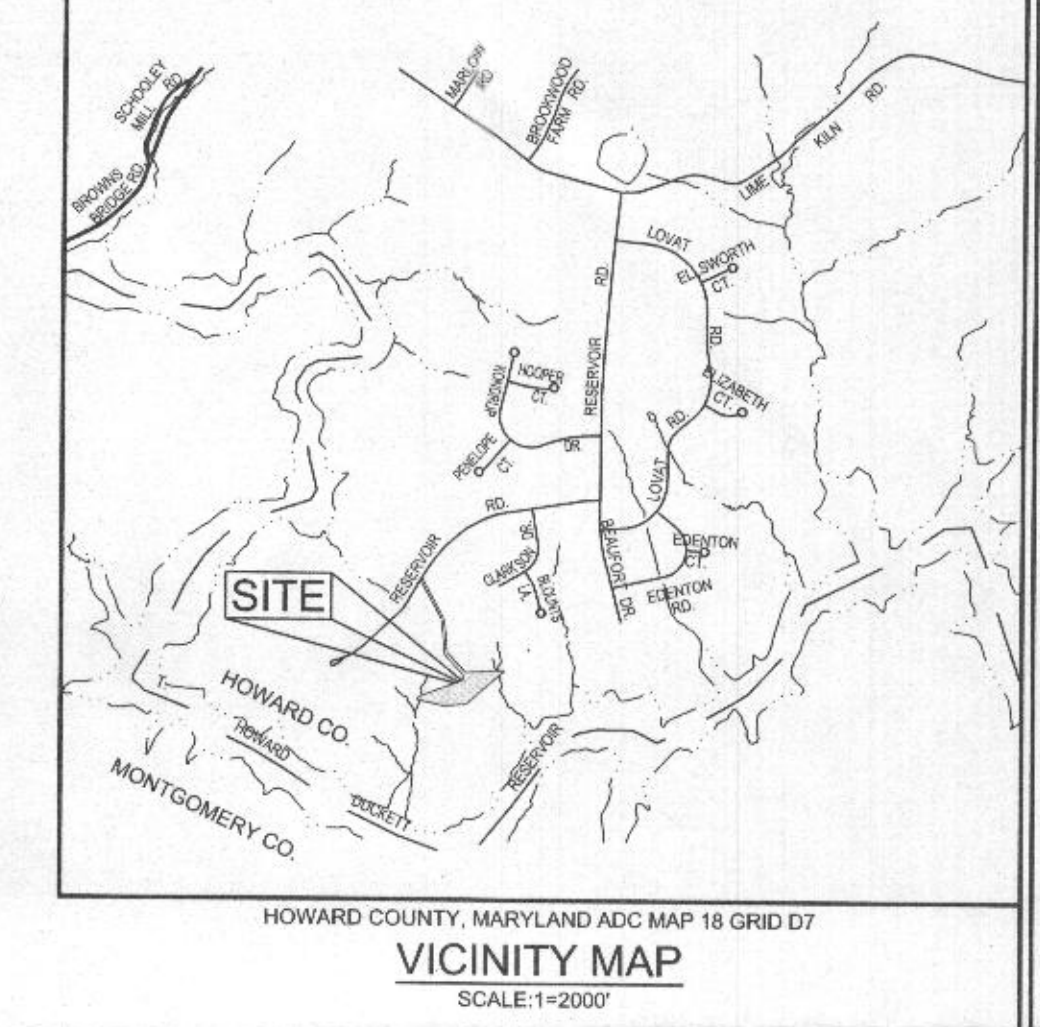 MARLOW
RD
SCHOOLEY
MILL RD
BROOKWOOD
FARM RD.
BROWNS
BRIDGE RD.
LIME KILN RD.
LOVAT RD.
ELLSWORTH
CT.
RESERVOIR RD.
HOOPER
CT.
ELIZABETH
CT.
PENELOPE
CT.
DR.
LOVAT RD.
RESERVOIR RD.
CLARKSON DR.
BLOUNTS
LA.
BEAUFORT DR.
EDENTON
CT.
EDENTON
RD.
SITE
HOWARD CO.
MONTGOMERY CO.
T.
HOWARD
DUCKETT
RESERVOIR
HOWARD COUNTY, MARYLAND ADC MAP 18 GRID D7
VICINITY MAP
SCALE:1=2000'